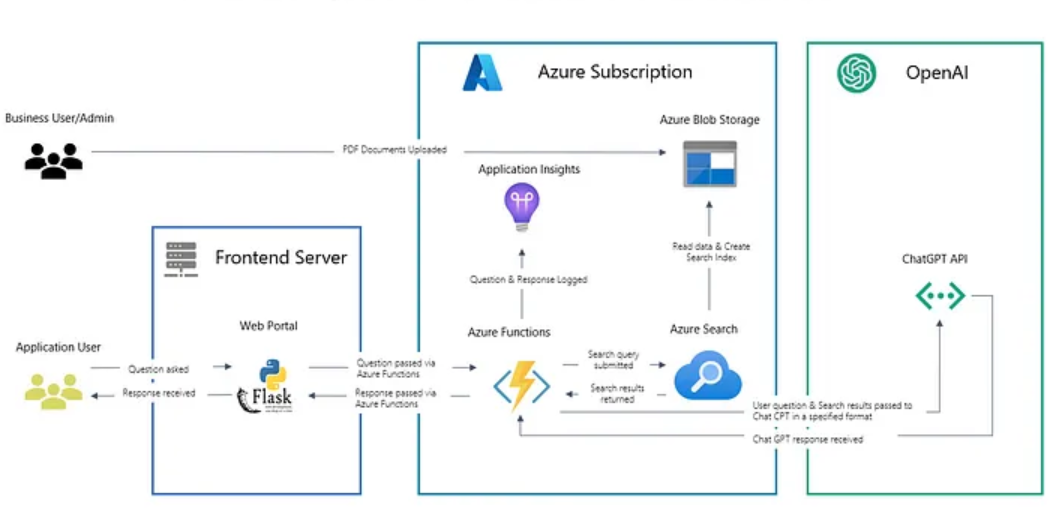 Azure Subscription
OpenAI
Business User/Admin
Azure Blob Storage
PDF Documents Uploaded
Application Insights
Frontend Server
Read data & Create
Search Index
ChatGPT API
Question & Response Logged
Web Portal
Azure Functions
Azure Search
Application User
Question asked
Question passed via
Azure Functions
Search query
submitted
Response received
Flask
Response passed via
Azure Functions
Search results
returned
User question & Search results passed to
Chat CPT in a specified format
Chat GPT response received